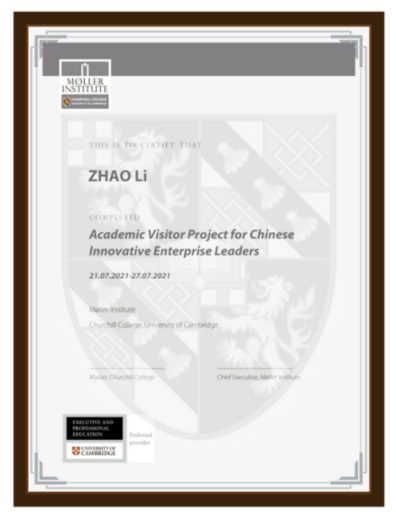 MØLLER
INSTITUTE
CHURCHILL COLLEGE
UNIVERSITY OF CAMBRIDGE
THIS IS TO CERTIFY THAT
ZHAO Li
COMPLETED
Academic Visitor Project for Chinese
Innovative Enterprise Leaders
21.07.2021-27.07.2021
Møller Institute
Churchill College, University of Cambridge
Master, Churchill College
Chief Executive, Møller Institute
EXECUTIVE AND
PROFESSIONAL
EDUCATION
UNIVERSITY OF
CAMBRIDGE
Endorsed
provider